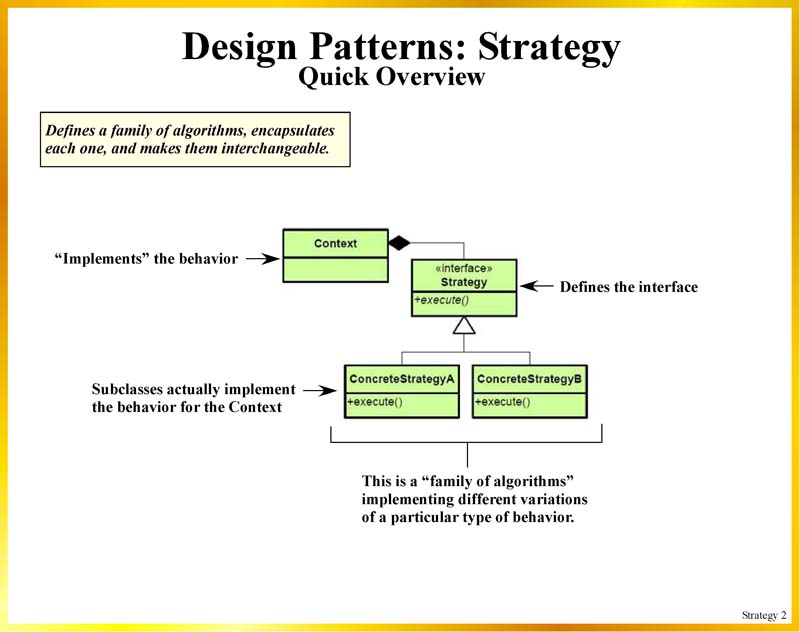 Design Patterns: Strategy
Quick Overview
Defines a family of algorithms, encapsulates
each one, and makes them interchangeable.
Context
“Implements” the behavior
«interface»
Strategy
+execute()
Defines the interface
ConcreteStrategyA
+execute()
ConcreteStrategyB
+execute()
Subclasses actually implement
the behavior for the Context
This is a “family of algorithms”
implementing different variations
of a particular type of behavior.
Strategy 2